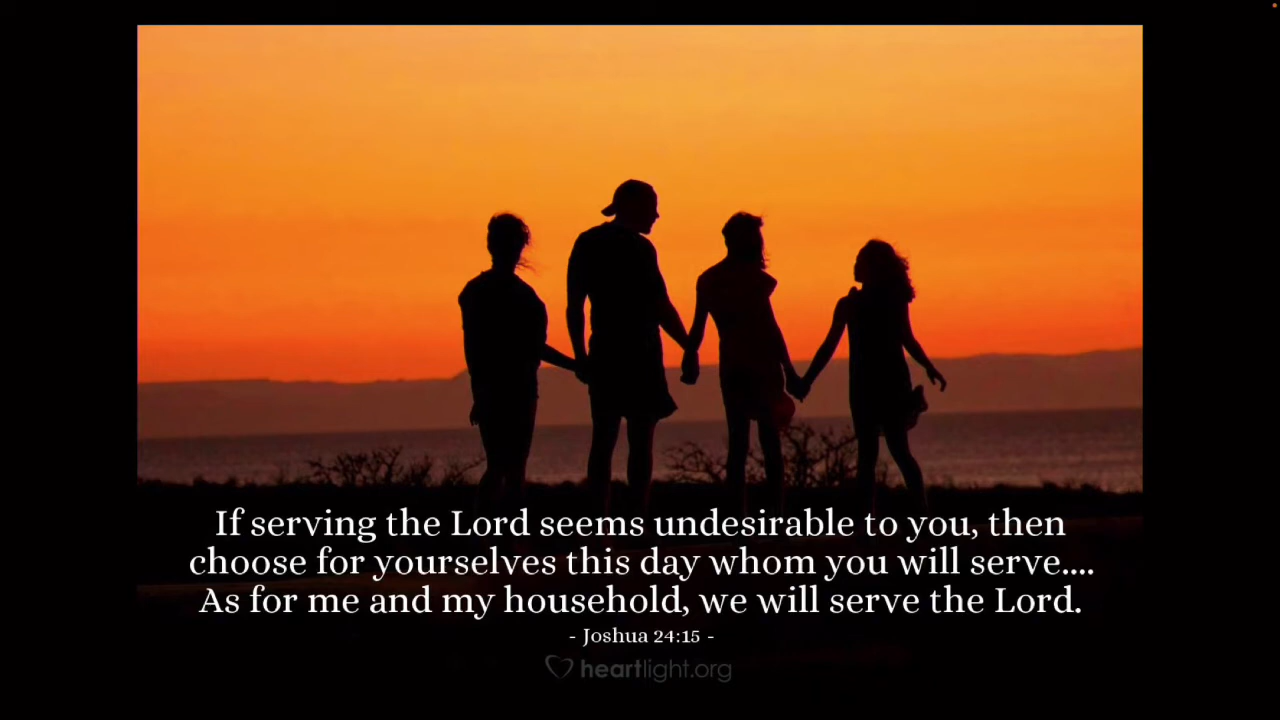 If serving the Lord seems undesirable to you, then
choose for yourselves this day whom you will serve....
As for me and my household, we will serve the Lord.
- Joshua 24:15 -
heartlight.org